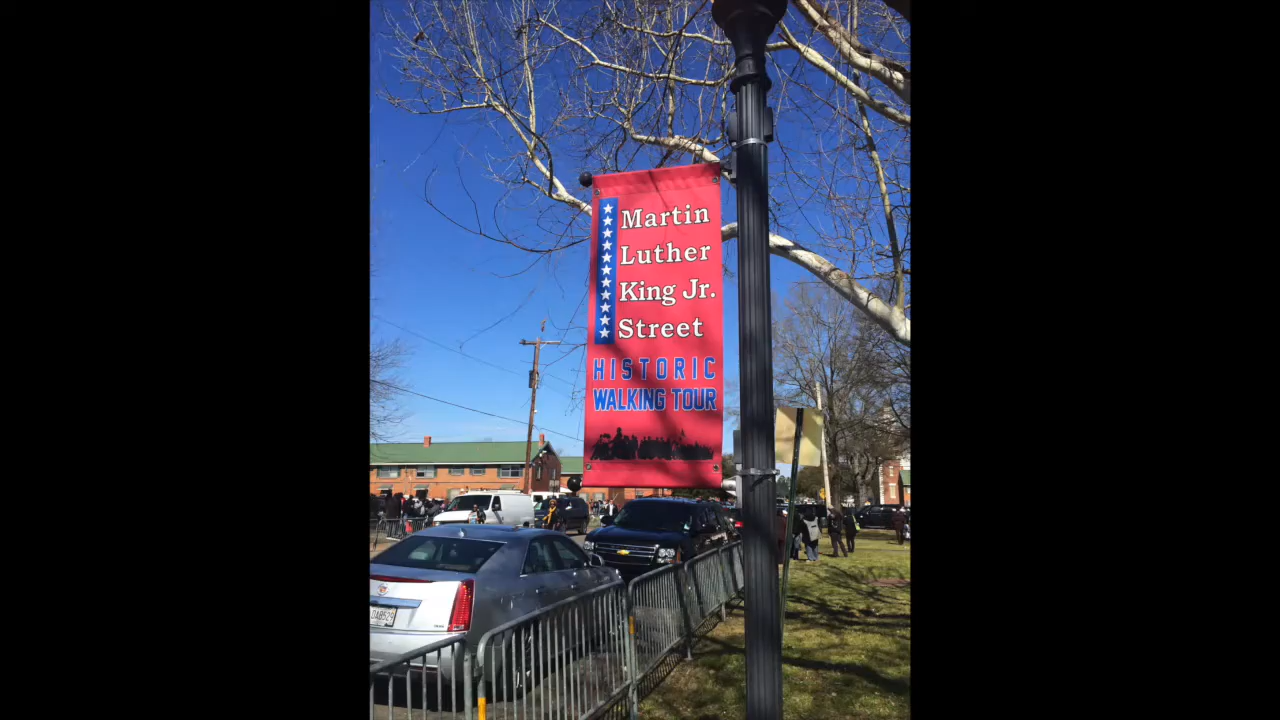 Martin
Luther
King Jr.
Street
HISTORIC
WALKING TOUR